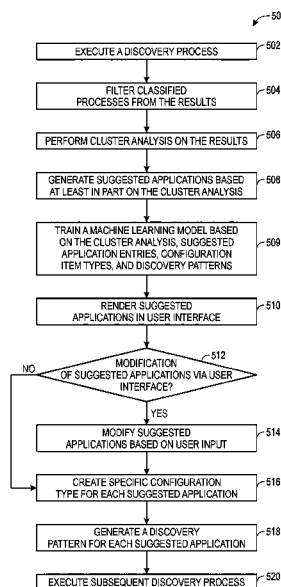 50
EXECUTE A DISCOVERY PROCESS
502
FILTER CLASSIFIED
PROCESSES FROM THE RESULTS
504
PERFORM CLUSTER ANALYSIS ON THE RESULTS
506
GENERATE SUGGESTED APPLICATIONS BASED
AT LEAST IN PART ON THE CLUSTER ANALYSIS
508
TRAIN A MACHINE LEARNING MODEL BASED
ON THE CLUSTER ANALYSIS, SUGGESTED
APPLICATION ENTRIES, CONFIGURATION
ITEM TYPES, AND DISCOVERY PATTERNS
509
RENDER SUGGESTED
APPLICATIONS IN USER INTERFACE
510
MODIFICATION
OF SUGGESTED APPLICATIONS VIA USER
INTERFACE?
512
NO
YES
MODIFY SUGGESTED
APPLICATIONS BASED ON USER INPUT
514
CREATE SPECIFIC CONFIGURATION
TYPE FOR EACH SUGGESTED APPLICATION
516
GENERATE A DISCOVERY
PATTERN FOR EACH SUGGESTED APPLICATION
518
EXECUTE SUBSEQUENT DISCOVERY PROCESS
520